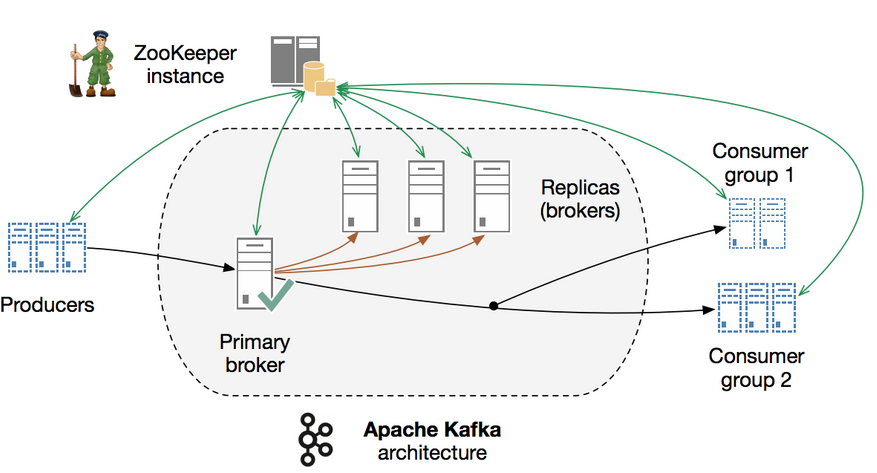 ZooKeeper
instance
Consumer
group 1
Replicas
(brokers)
Producers
Primary
broker
Consumer
group 2
Apache Kafka
architecture